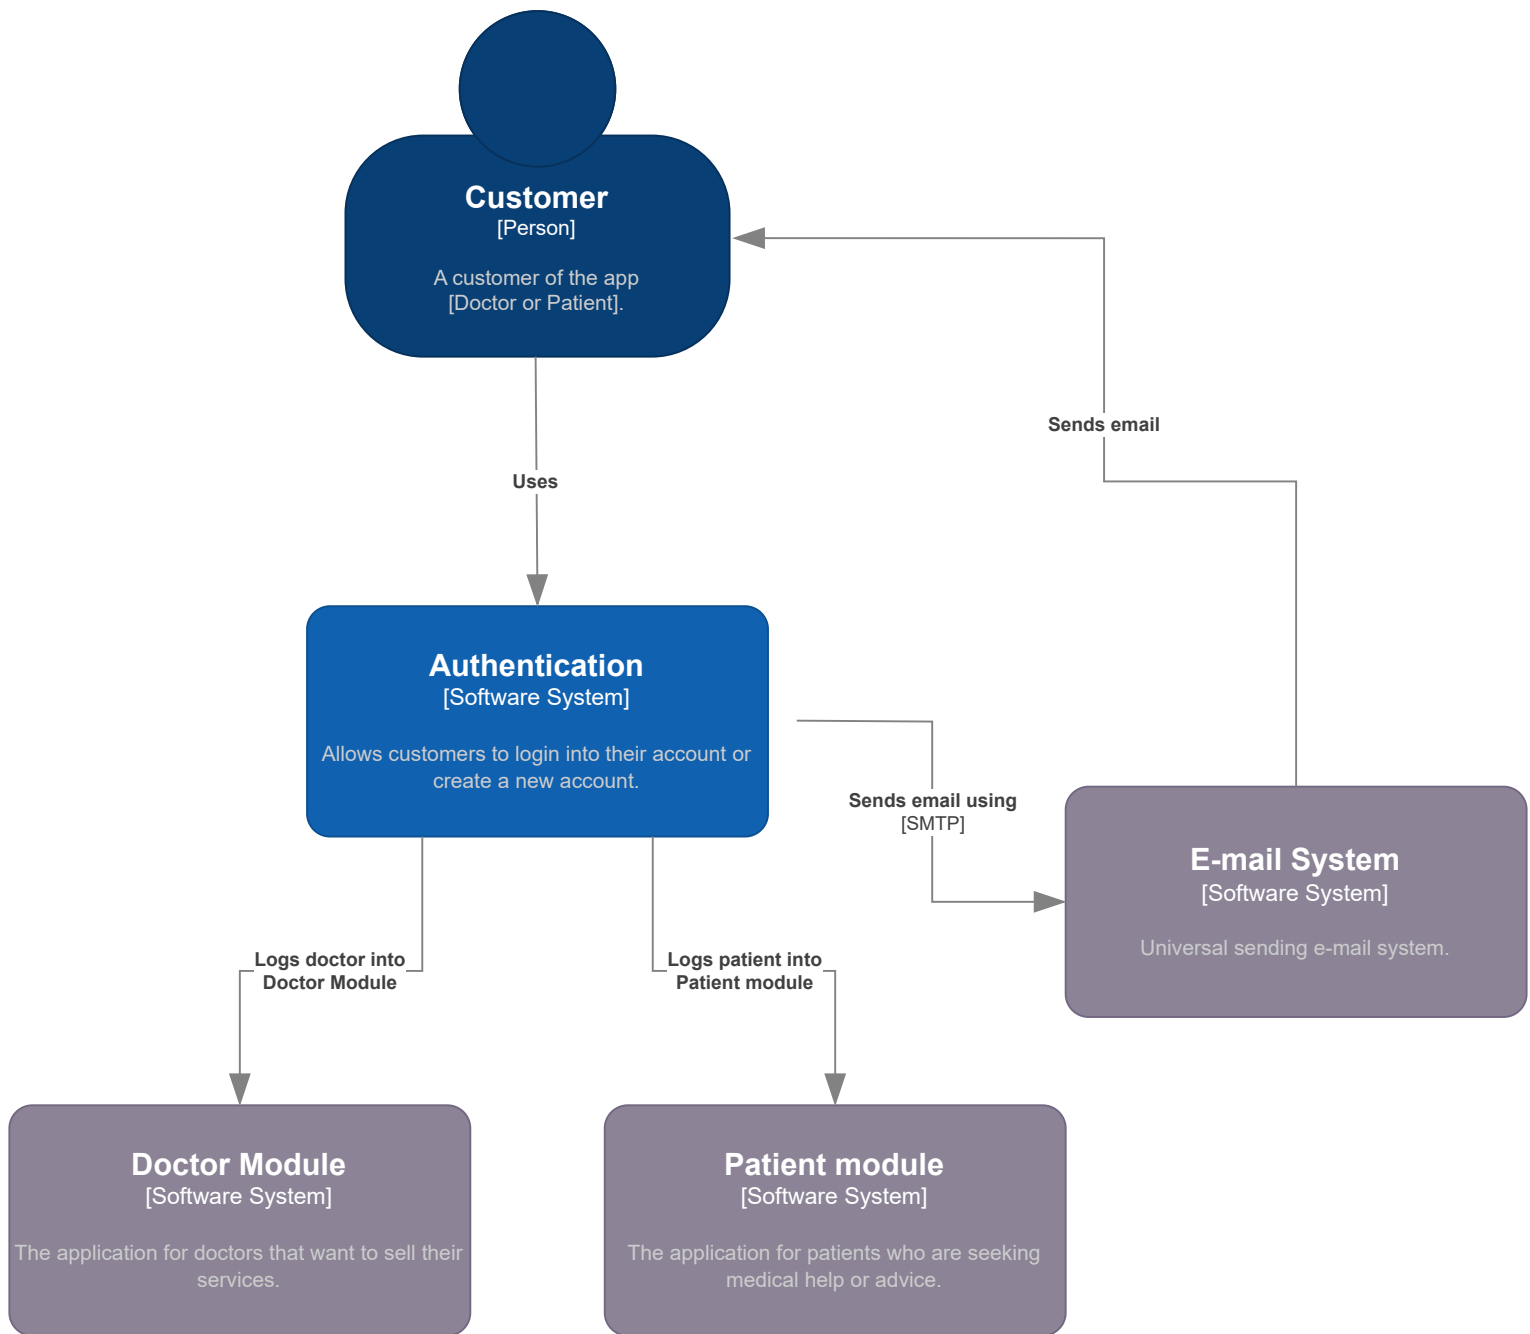 Customer
[Person]
A customer of the app
[Doctor or Patient].
Sends email
Uses
Authentication
[Software System]
Allows customers to login into their account or
create a new account.
Sends email using
[SMTP]
E-mail System
[Software System]
Universal sending e-mail system.
Logs doctor into
Doctor Module
Logs patient into
Patient module
Doctor Module
[Software System]
The application for doctors that want to sell their
services.
Patient module
[Software System]
The application for patients who are seeking
medical help or advice.